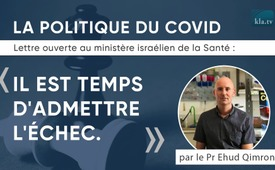 LA POLITIQUE DU COVID
kla.tv
Lettre ouverte au ministère israélien de la Santé :
« IL EST TEMPS
D'ADMETTRE
L'ÉCHEC. »
par le Pr Ehud Qimron